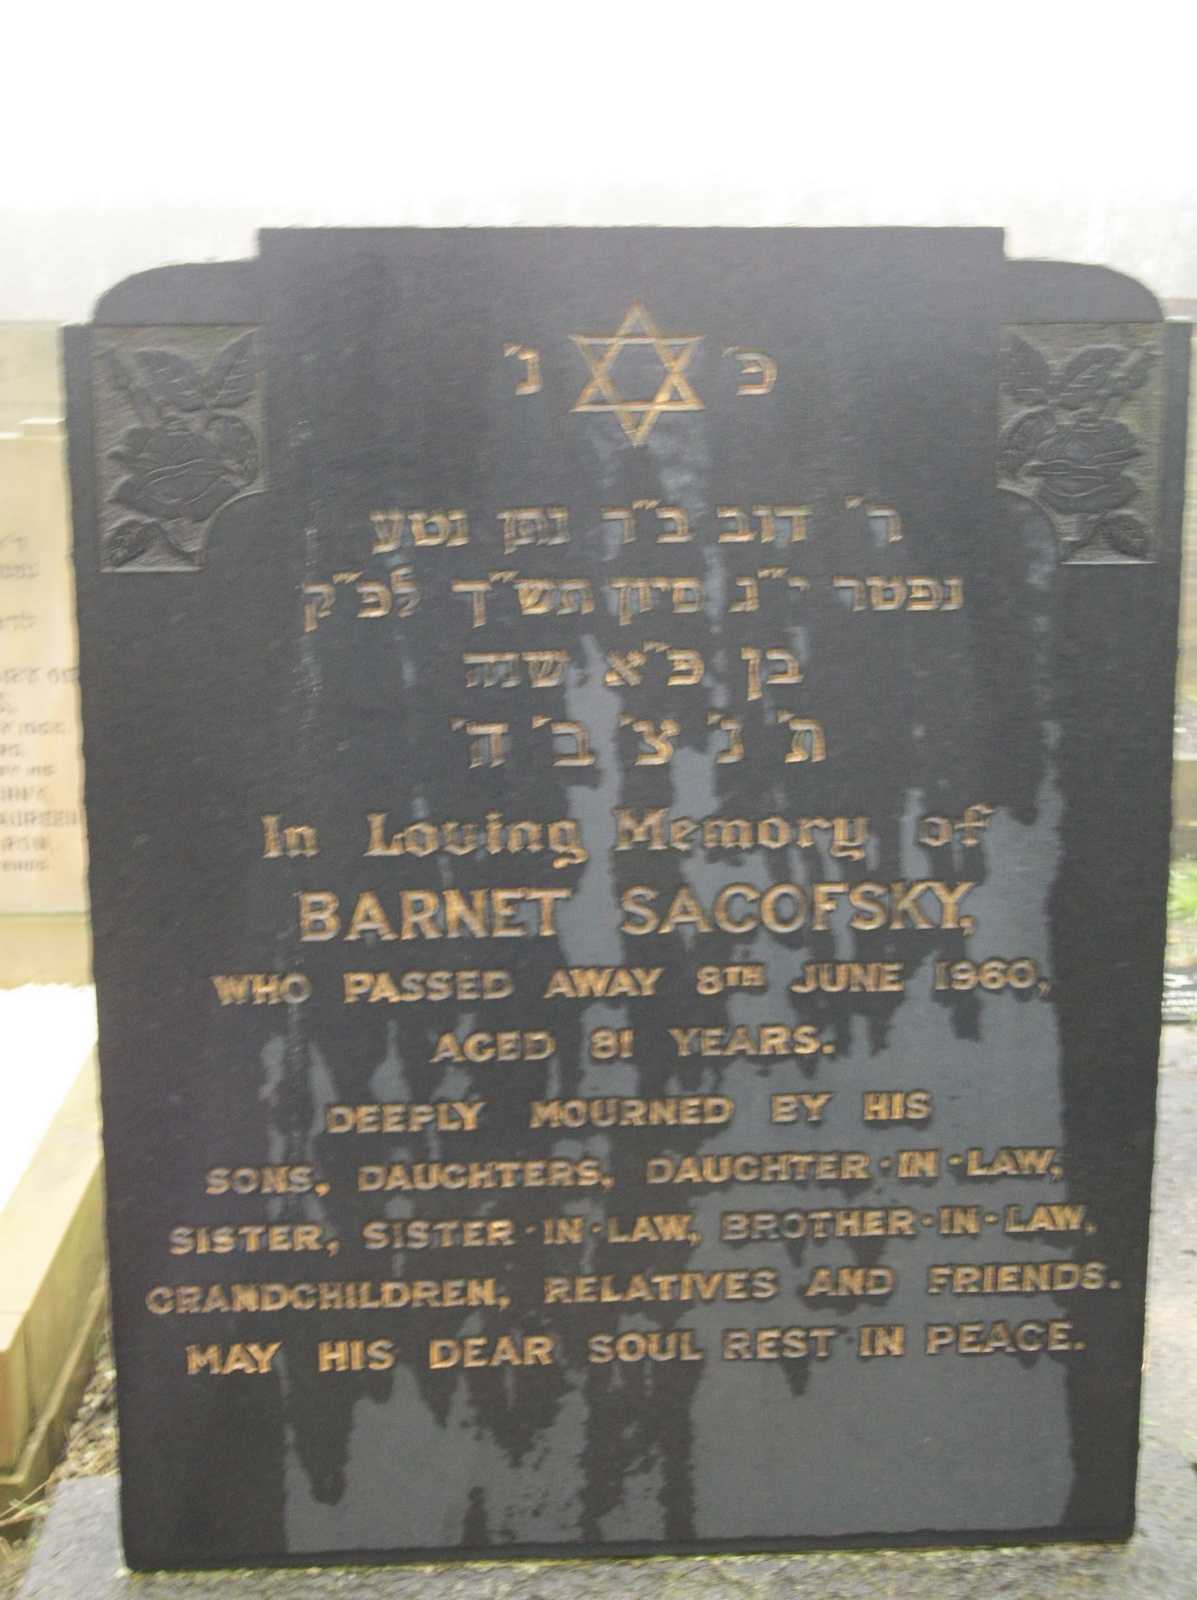 פ׳ נ׳
ר׳ דוב ב״ר נתן נטע
נפטר י״ג סיון תש״ך לפ״ק
בן פ״א שנה
ת׳ נ׳ צ׳ ב׳ ה׳
In Loving Memory of
BARNET SACOFSKY,
WHO PASSED AWAY 8TH JUNE 1960,
AGED 81 YEARS.
DEEPLY MOURNED BY HIS
SONS, DAUGHTERS, DAUGHTER-IN-LAW,
SISTER, SISTER-IN-LAW, BROTHER-IN-LAW,
GRANDCHILDREN, RELATIVES AND FRIENDS.
MAY HIS DEAR SOUL REST IN PEACE.